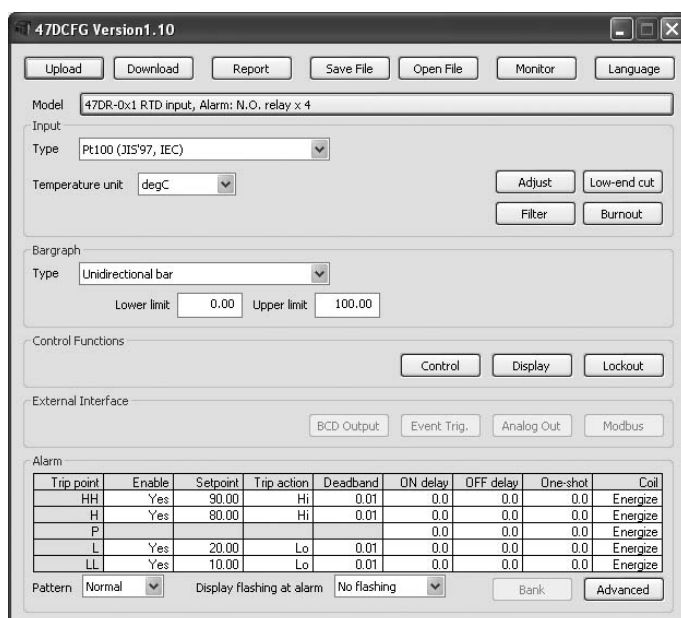 47DCFG Version1.10
Upload Download Report Save File Open File Monitor Language
Model 47DR-0x1 RTD input, Alarm: N.O. relay x 4
Input
Type Pt100 (JIS'97, IEC)
Temperature unit degC Adjust Low-end cut
Filter Burnout
Bargraph
Type Unidirectional bar
Lower limit 0.00 Upper limit 100.00
Control Functions
Control Display Lockout
External Interface
BCD Output Event Trig. Analog Out Modbus
Alarm
Trip point Enable Setpoint Trip action Deadband ON delay OFF delay One-shot Coil
HH Yes 90.00 Hi 0.01 0.0 0.0 0.0 Energize
H Yes 80.00 Hi 0.01 0.0 0.0 0.0 Energize
P 0.0 0.0 0.0 Energize
L Yes 20.00 Lo 0.01 0.0 0.0 0.0 Energize
LL Yes 10.00 Lo 0.01 0.0 0.0 0.0 Energize
Pattern Normal Display flashing at alarm No flashing Bank Advanced